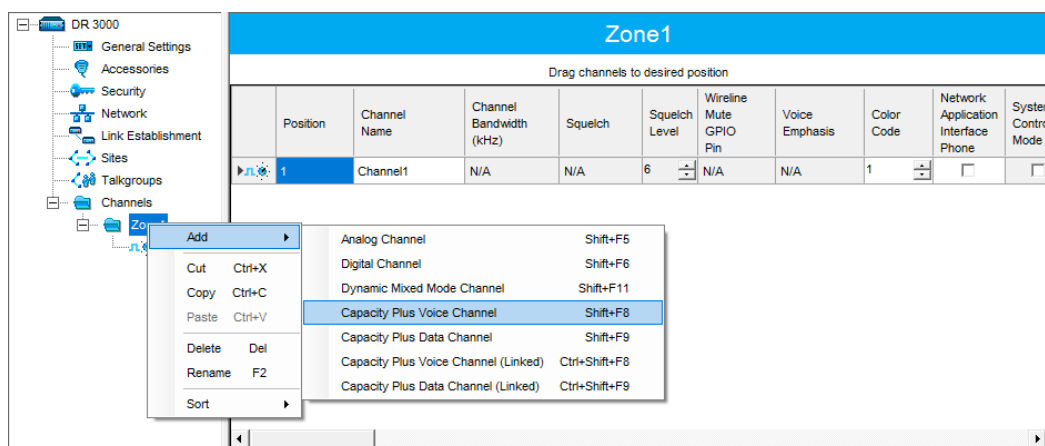 DR 3000
General Settings
Accessories
Security
Network
Link Establishment
Sites
Talkgroups
Channels
Zone1
Drag channels to desired position
Position
Channel
Name
Channel
Bandwidth
(kHz)
Squelch
Squelch
Level
Wireline
Mute
GPIO
Pin
Voice
Emphasis
Color
Code
Network
Application
Interface
Phone
Mode
1 Channel1 N/A N/A 6 N/A N/A 1
Add
Cut Ctrl+X
Copy Ctrl+C
Paste Ctrl+V
Delete Del
Rename F2
Sort
Analog Channel Shift+F5
Digital Channel Shift+F6
Dynamic Mixed Mode Channel Shift+F11
Capacity Plus Voice Channel Shift+F8
Capacity Plus Data Channel Shift+F9
Capacity Plus Voice Channel (Linked) Ctrl+Shift+F8
Capacity Plus Data Channel (Linked) Ctrl+Shift+F9